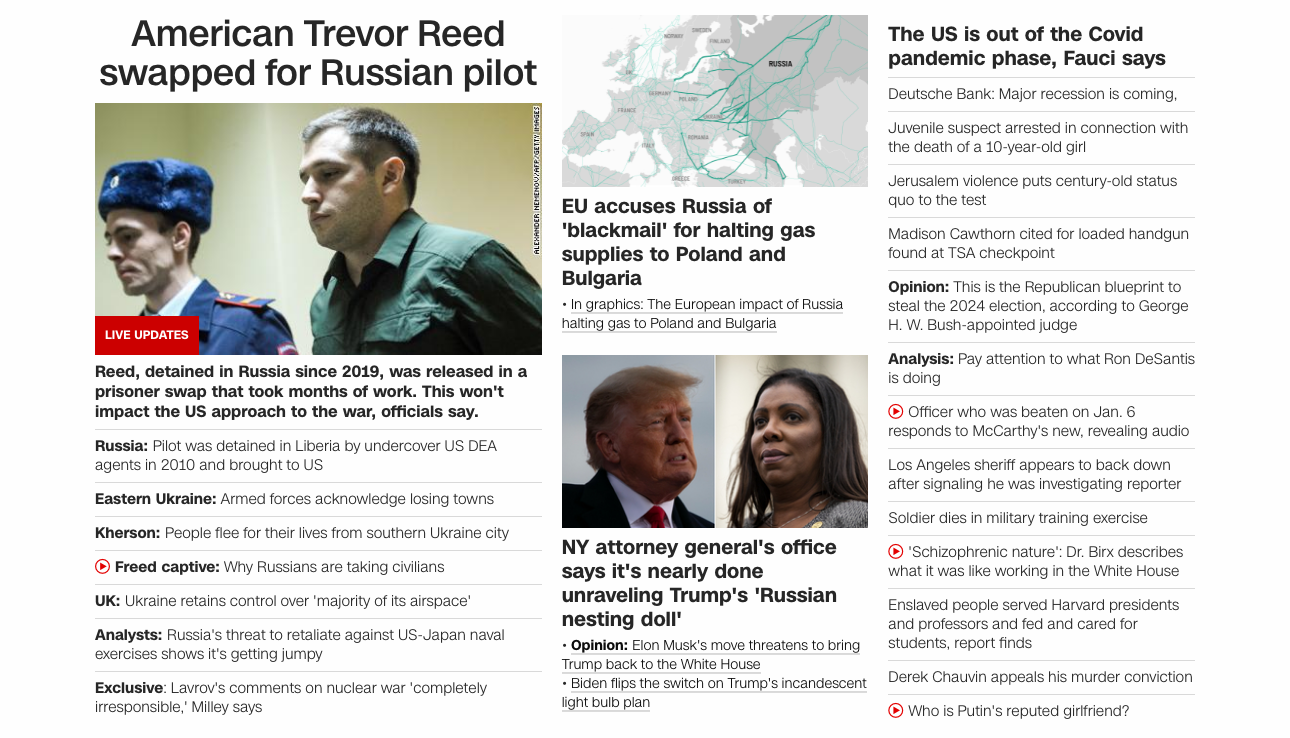 American Trevor Reed
swapped for Russian pilot
ALEXANDER NEMENOV/AFP/GETTY IMAGES
LIVE UPDATES
Reed, detained in Russia since 2019, was released in a
prisoner swap that took months of work. This won't
impact the US approach to the war, officials say.
Russia: Pilot was detained in Liberia by undercover US DEA
agents in 2010 and brought to US
Eastern Ukraine: Armed forces acknowledge losing towns
Kherson: People flee for their lives from southern Ukraine city
Freed captive: Why Russians are taking civilians
UK: Ukraine retains control over 'majority of its airspace'
Analysts: Russia's threat to retaliate against US-Japan naval
exercises shows it's getting jumpy
Exclusive: Lavrov's comments on nuclear war 'completely
irresponsible,' Milley says
NORWAY
SWEDEN
FINLAND
RUSSIA
UK
GERMANY
POLAND
FRANCE
UKRAINE
SPAIN
ITALY
ROMANIA
GREECE
TURKEY
EU accuses Russia of
'blackmail' for halting gas
supplies to Poland and
Bulgaria
• In graphics: The European impact of Russia
halting gas to Poland and Bulgaria
NY attorney general's office
says it's nearly done
unraveling Trump's 'Russian
nesting doll'
• Opinion: Elon Musk's move threatens to bring
Trump back to the White House
• Biden flips the switch on Trump's incandescent
light bulb plan
The US is out of the Covid
pandemic phase, Fauci says
Deutsche Bank: Major recession is coming,
Juvenile suspect arrested in connection with
the death of a 10-year-old girl
Jerusalem violence puts century-old status
quo to the test
Madison Cawthorn cited for loaded handgun
found at TSA checkpoint
Opinion: This is the Republican blueprint to
steal the 2024 election, according to George
H. W. Bush-appointed judge
Analysis: Pay attention to what Ron DeSantis
is doing
Officer who was beaten on Jan. 6
responds to McCarthy's new, revealing audio
Los Angeles sheriff appears to back down
after signaling he was investigating reporter
Soldier dies in military training exercise
'Schizophrenic nature': Dr. Birx describes
what it was like working in the White House
Enslaved people served Harvard presidents
and professors and fed and cared for
students, report finds
Derek Chauvin appeals his murder conviction
Who is Putin's reputed girlfriend?